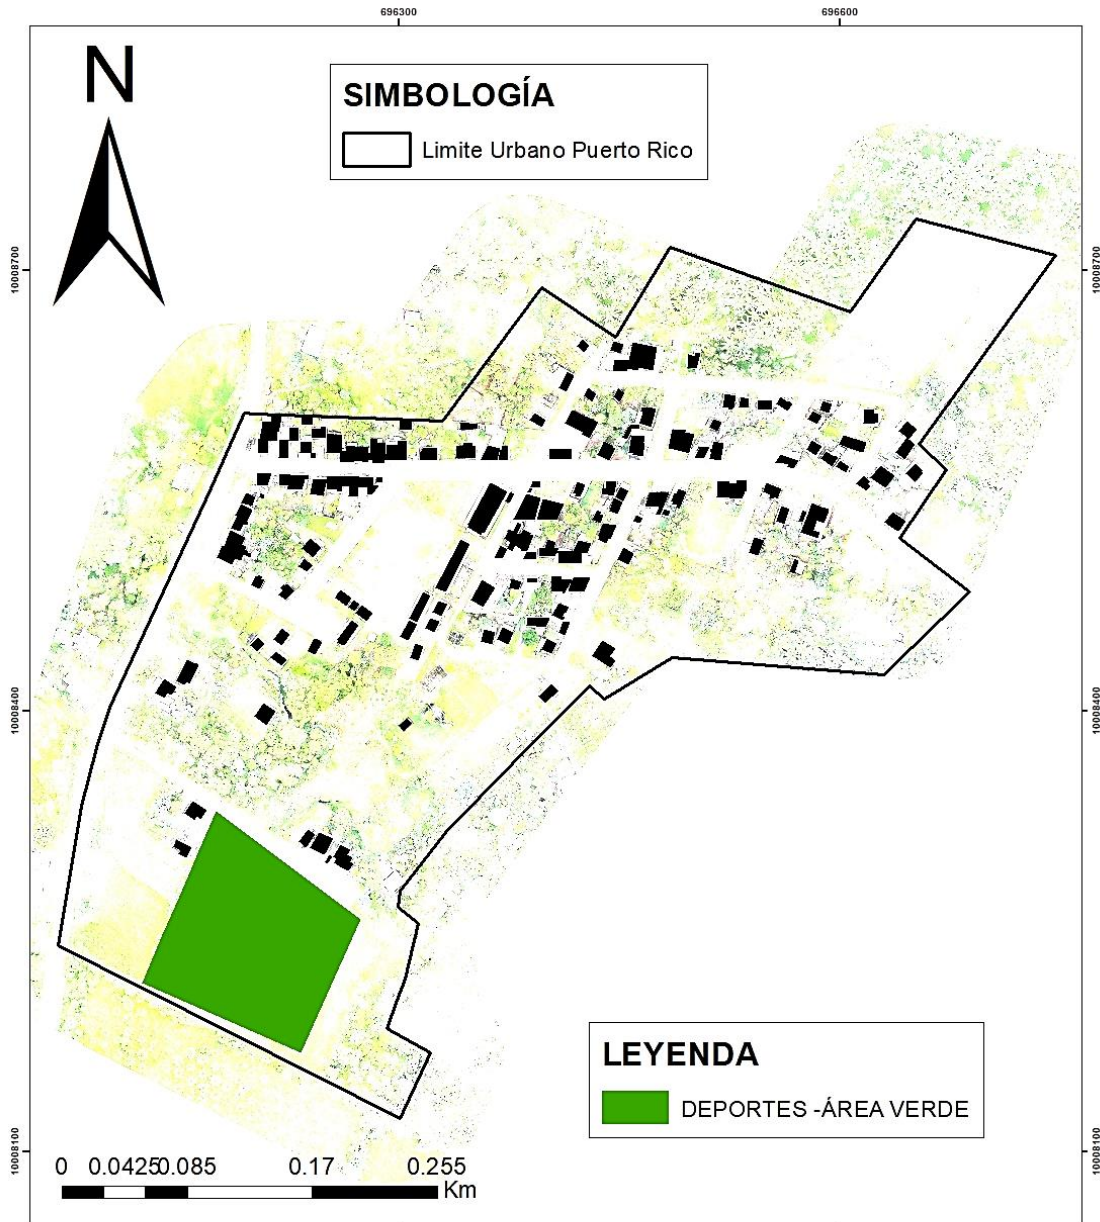 696300
696600
N
SIMBOLOGÍA
Limite Urbano Puerto Rico
10008700
10008700
10008400
10008400
LEYENDA
DEPORTES -ÁREA VERDE
10008100
10008100
0 0.0425 0.085 0.17 0.255
Km